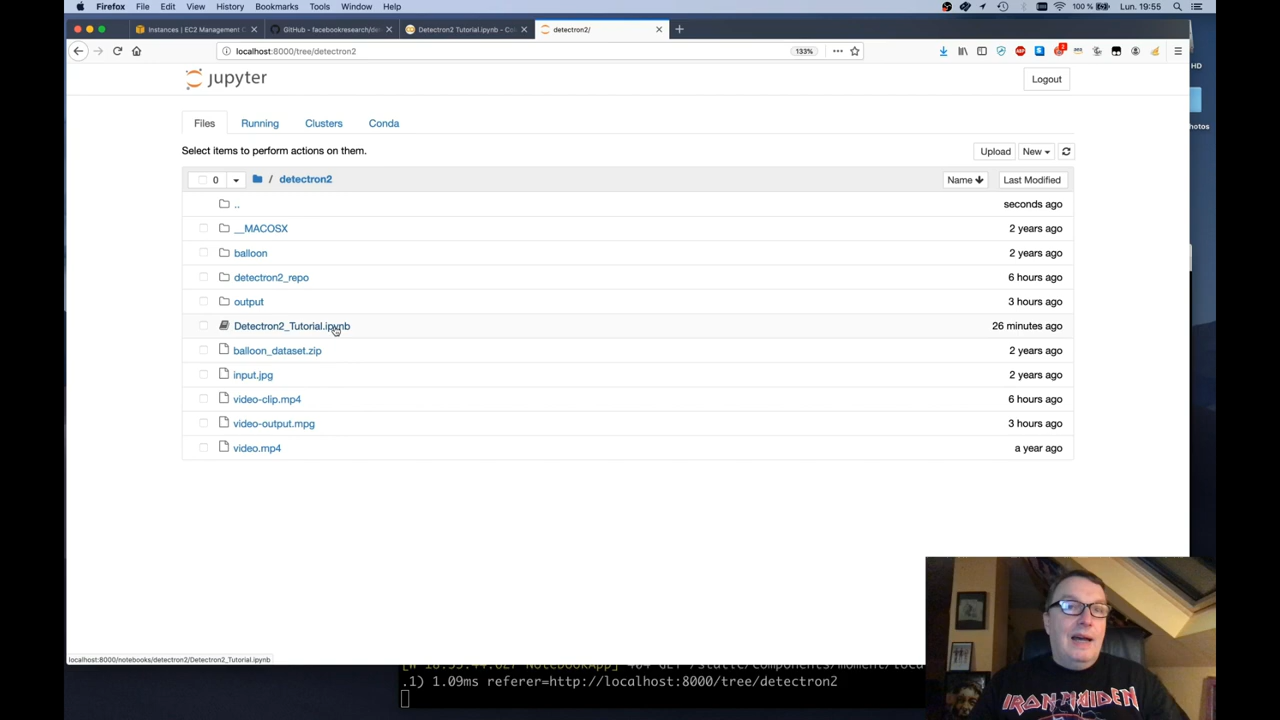 Firefox File Edit View History Bookmarks Tools Window Help 100 % Lun. 19:55
Instances | EC2 Management C GitHub - facebookresearch/de Detectron2 Tutorial.ipynb - Co detectron2/
localhost:8000/tree/detectron2 133%
HD
jupyter Logout
hotos
Files Running Clusters Conda
Select items to perform actions on them. Upload New
0 / detectron2 Name Last Modified
.. seconds ago
__MACOSX 2 years ago
balloon 2 years ago
detectron2_repo 6 hours ago
output 3 hours ago
Detectron2_Tutorial.ipynb 26 minutes ago
balloon_dataset.zip 2 years ago
input.jpg 2 years ago
video-clip.mp4 6 hours ago
video-output.mpg 3 hours ago
video.mp4 a year ago
localhost:8000/notebooks/detectron2/Detectron2_Tutorial.ipynb
.1) 1.09ms referer=http://localhost:8000/tree/detectron2
IRON MAIDEN